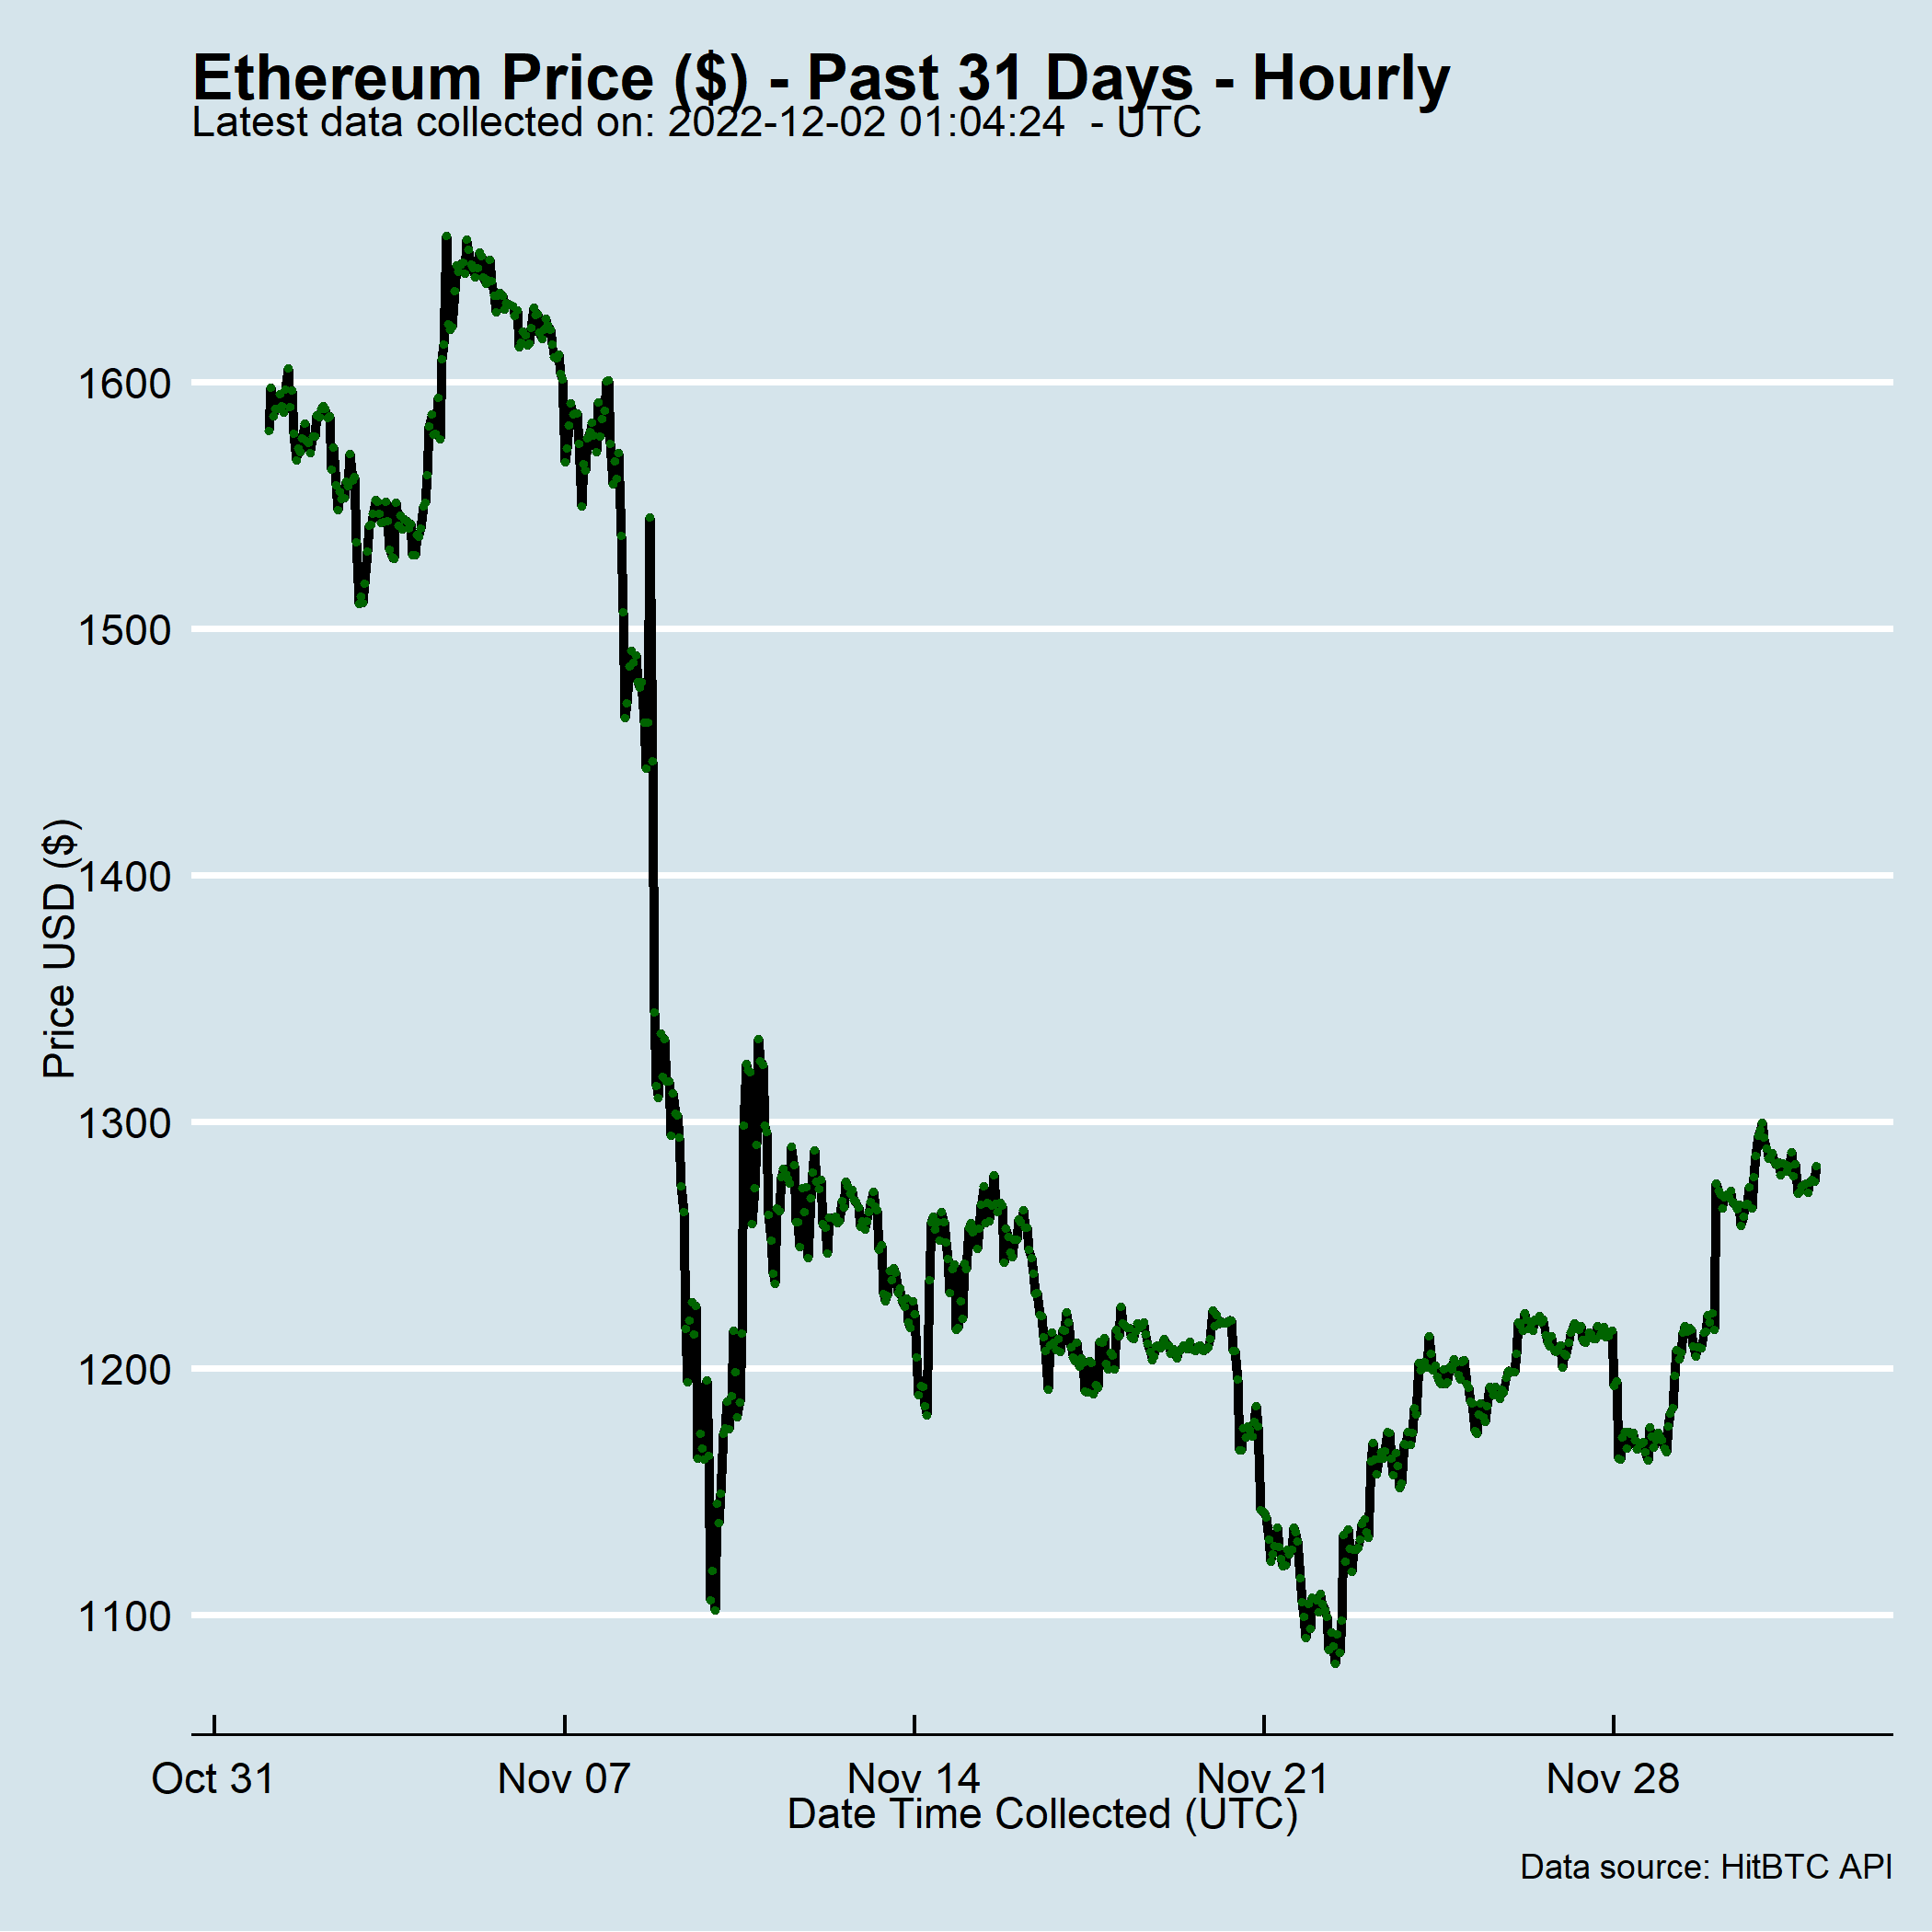 Ethereum Price ($) - Past 31 Days - Hourly
Latest data collected on: 2022-12-02 01:04:24  - UTC
Price USD ($)
1600
1500
1400
1300
1200
1100
Oct 31
Nov 07
Nov 14
Nov 21
Nov 28
Date Time Collected (UTC)
Data source: HitBTC API